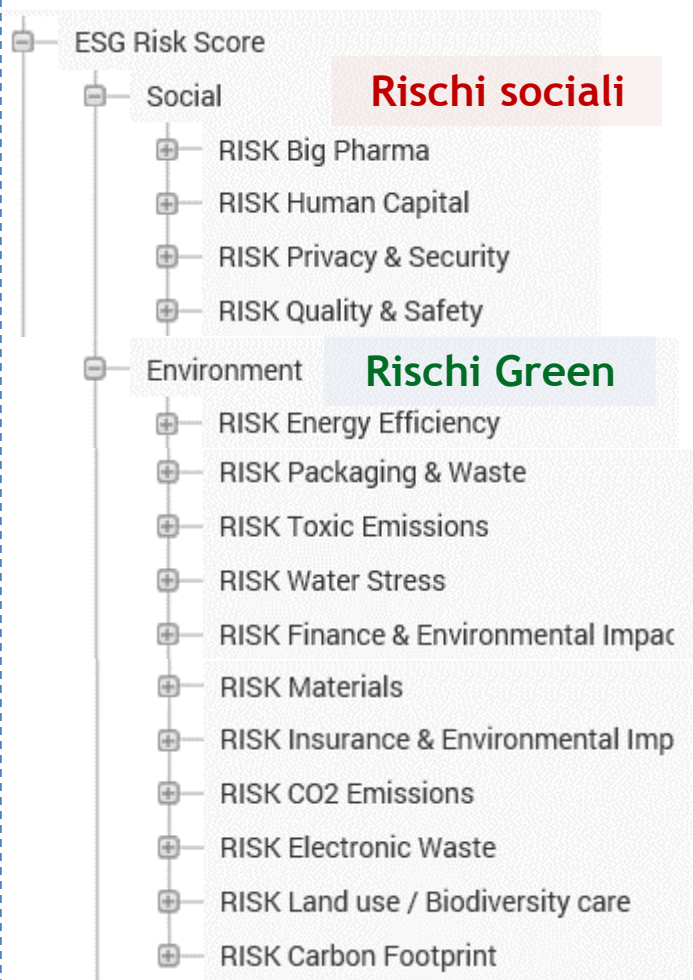 ESG Risk Score
Social
Rischi sociali
RISK Big Pharma
RISK Human Capital
RISK Privacy & Security
RISK Quality & Safety
Environment
Rischi Green
RISK Energy Efficiency
RISK Packaging & Waste
RISK Toxic Emissions
RISK Water Stress
RISK Finance & Environmental Impac
RISK Materials
RISK Insurance & Environmental Imp
RISK CO2 Emissions
RISK Electronic Waste
RISK Land use / Biodiversity care
RISK Carbon Footprint